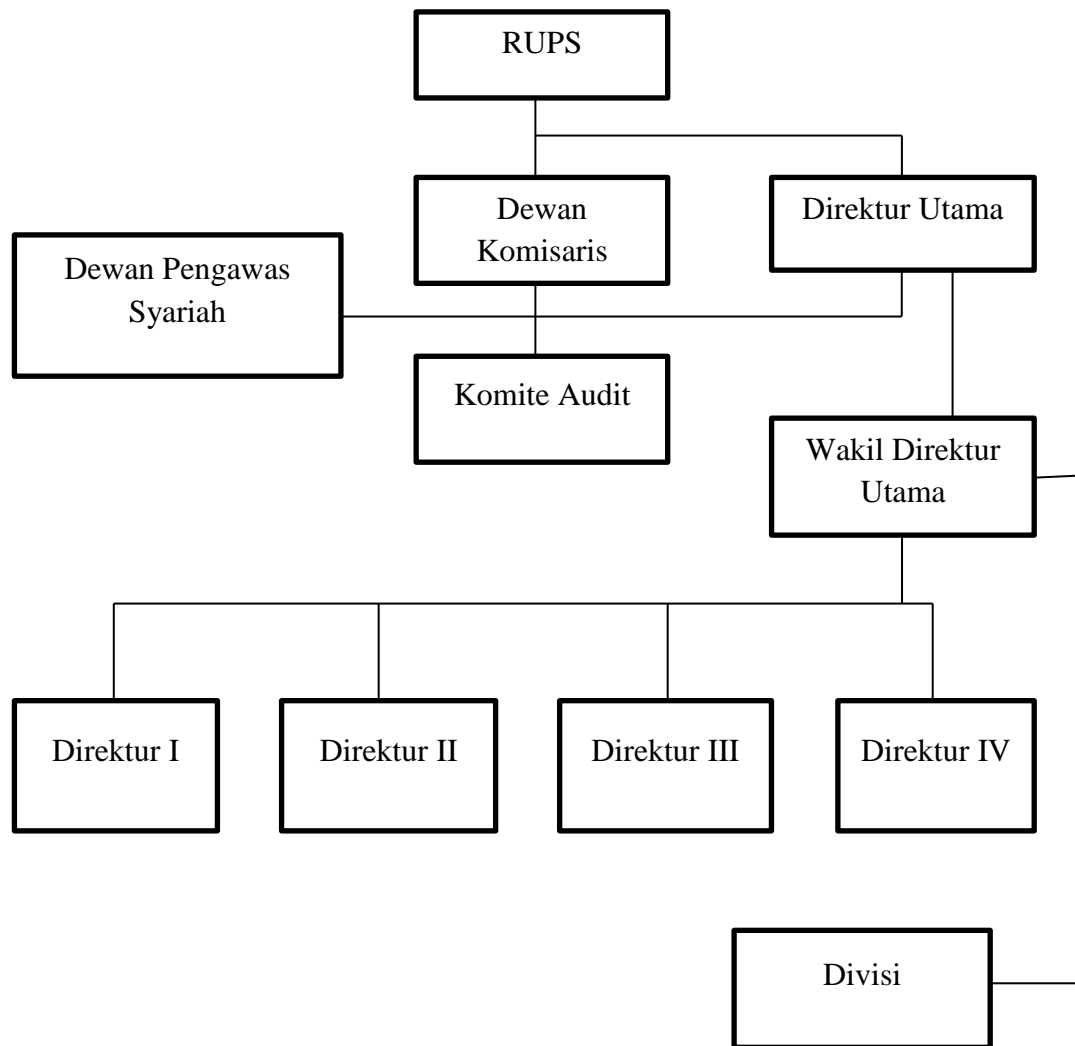 RUPS
Dewan
Komisaris
Direktur Utama
Dewan Pengawas
Syariah
Komite Audit
Wakil Direktur
Utama
Direktur I
Direktur II
Direktur III
Direktur IV
Divisi